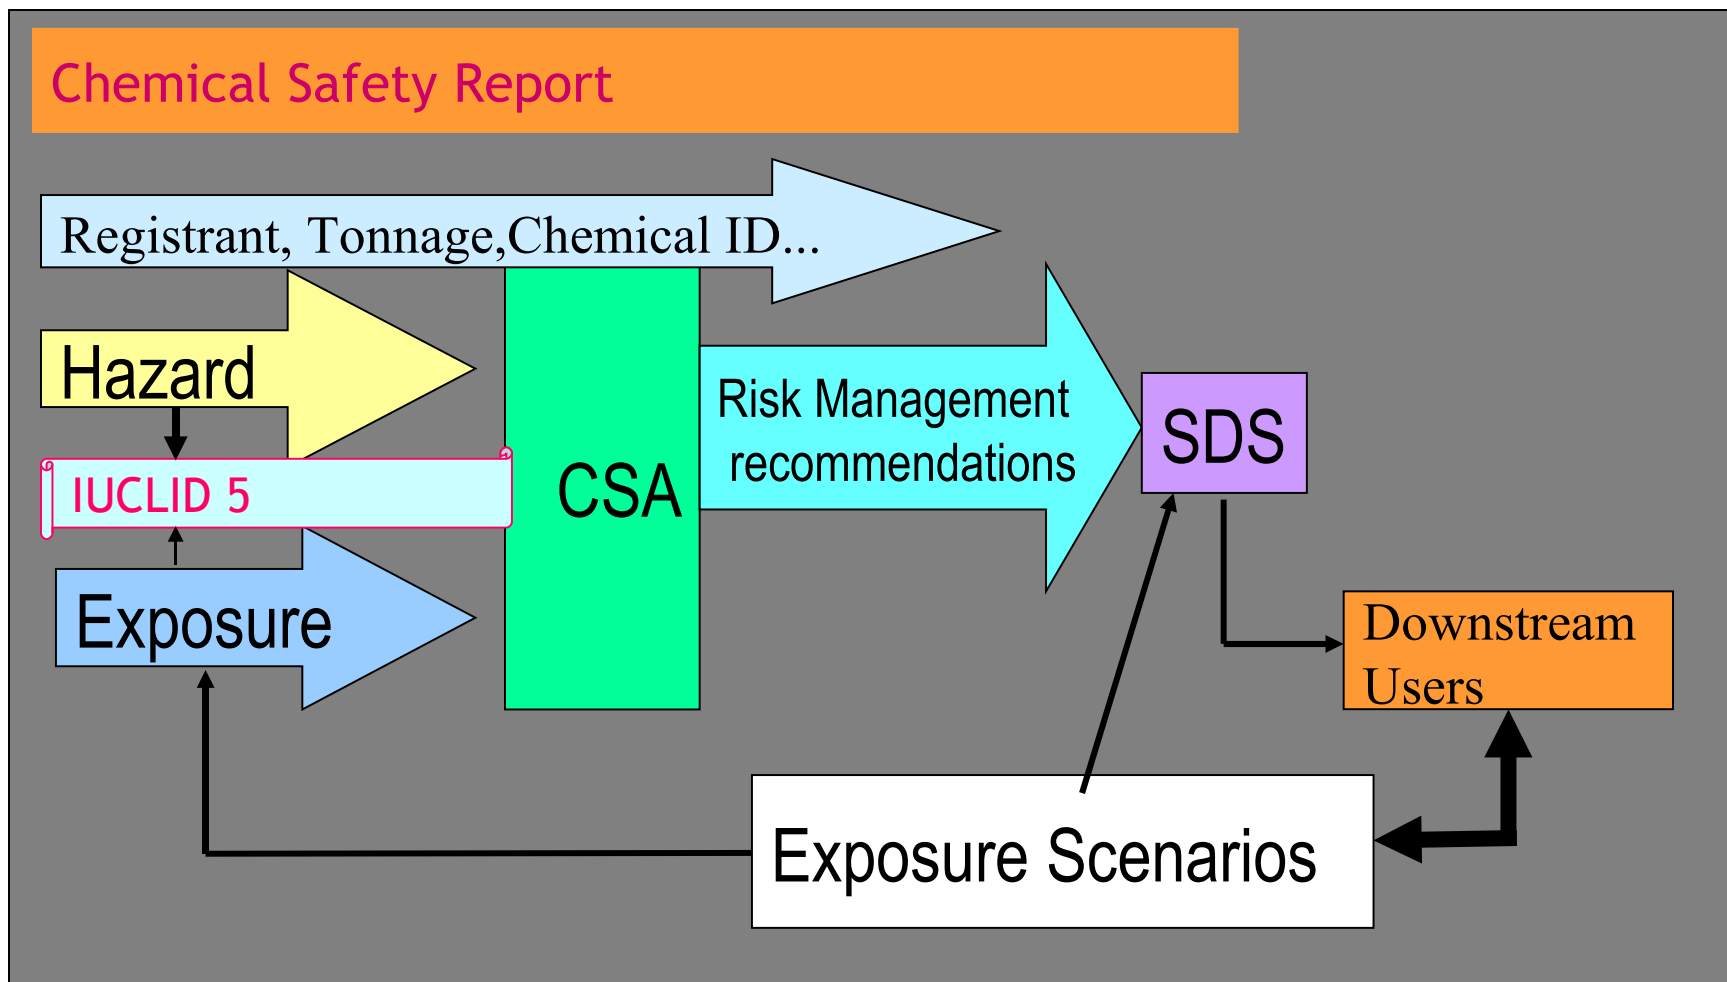 Chemical Safety Report
Registrant, Tonnage,Chemical ID...
Hazard
IUCLID 5
Exposure
CSA
Risk Management
recommendations
SDS
Downstream
Users
Exposure Scenarios